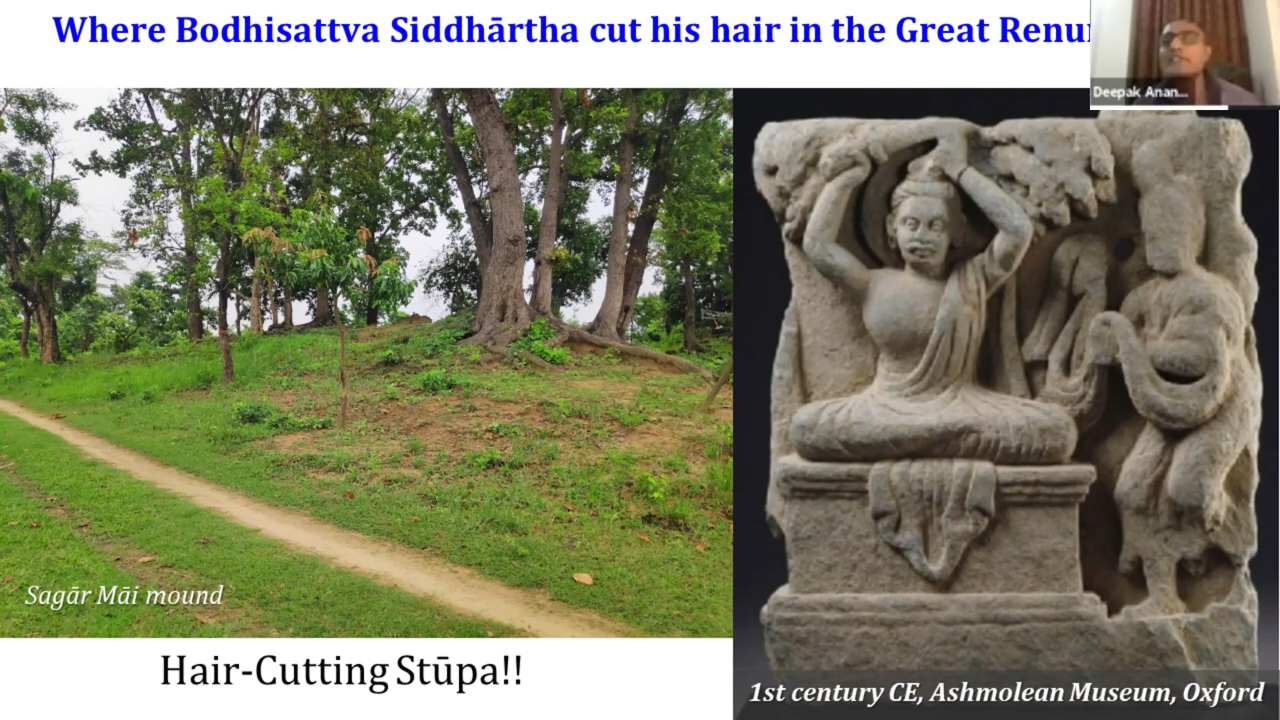 Where Bodhisattva Siddhārtha cut his hair in the Great
Deepak Anan...
Sagār Māi mound
Hair-Cutting Stūpa!!
1st century CE, Ashmolean Museum, Oxford